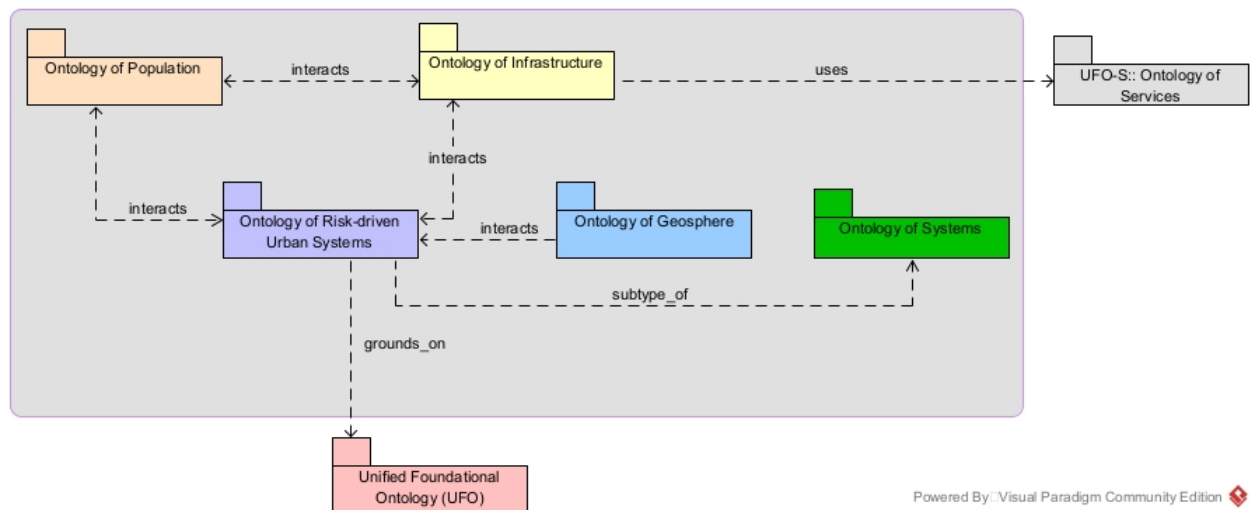 Ontology of Population
interacts
Ontology of Infrastructure
uses
UFO-S:: Ontology of
Services
interacts
interacts
Ontology of Risk-driven
Urban Systems
interacts
Ontology of Geosphere
Ontology of Systems
subtype_of
grounds_on
Unified Foundational
Ontology (UFO)
Powered By Visual Paradigm Community Edition